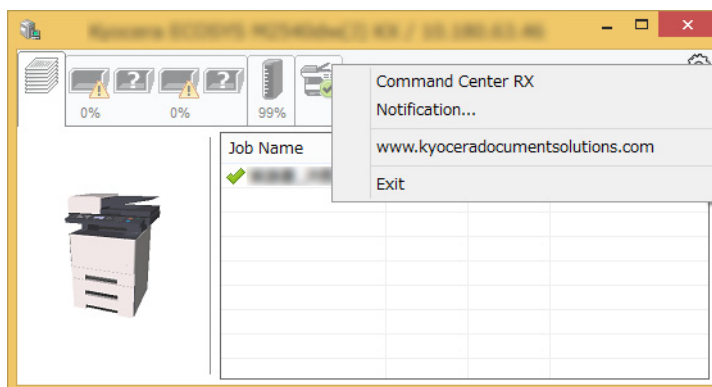 0%
0%
99%
Command Center RX
Notification...
www.kyoceradocumentsolutions.com
Exit
Job Name